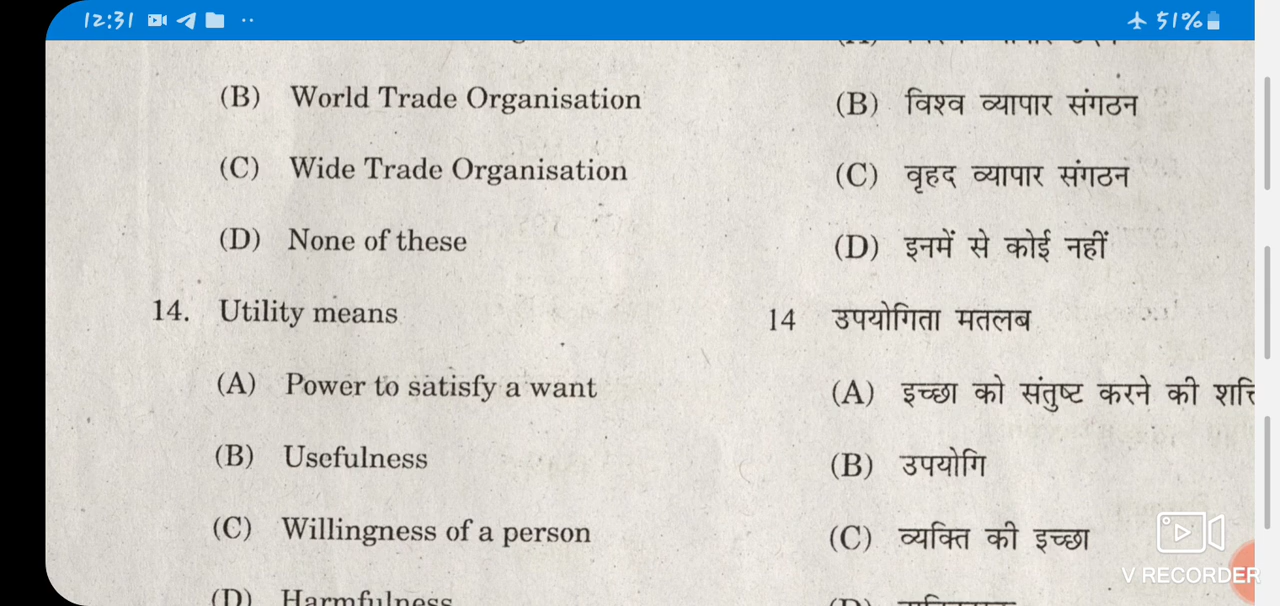 12:31
51%
(B) World Trade Organisation
(C) Wide Trade Organisation
(D) None of these
14. Utility means
(A) Power to satisfy a want
(B) Usefulness
(C) Willingness of a person
(D) Harmfulness
(B) विश्व व्यापार संगठन
(C) वृहद व्यापार संगठन
(D) इनमें से कोई नहीं
14 उपयोगिता मतलब
(A) इच्छा को संतुष्ट करने की
(B) उपयोगि
(C) व्यक्ति की इच्छा
(D)
V RECORDER